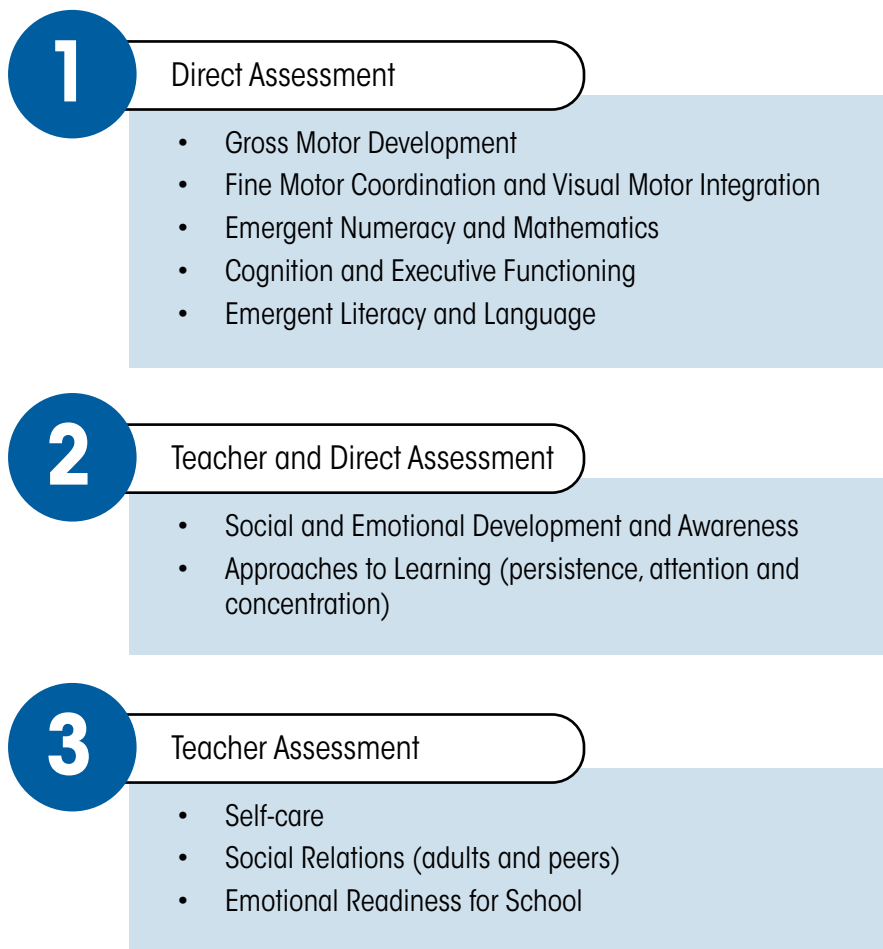 1
Direct Assessment
• Gross Motor Development
• Fine Motor Coordination and Visual Motor Integration
• Emergent Numeracy and Mathematics
• Cognition and Executive Functioning
• Emergent Literacy and Language
2
Teacher and Direct Assessment
• Social and Emotional Development and Awareness
• Approaches to Learning (persistence, attention and
concentration)
3
Teacher Assessment
• Self-care
• Social Relations (adults and peers)
• Emotional Readiness for School